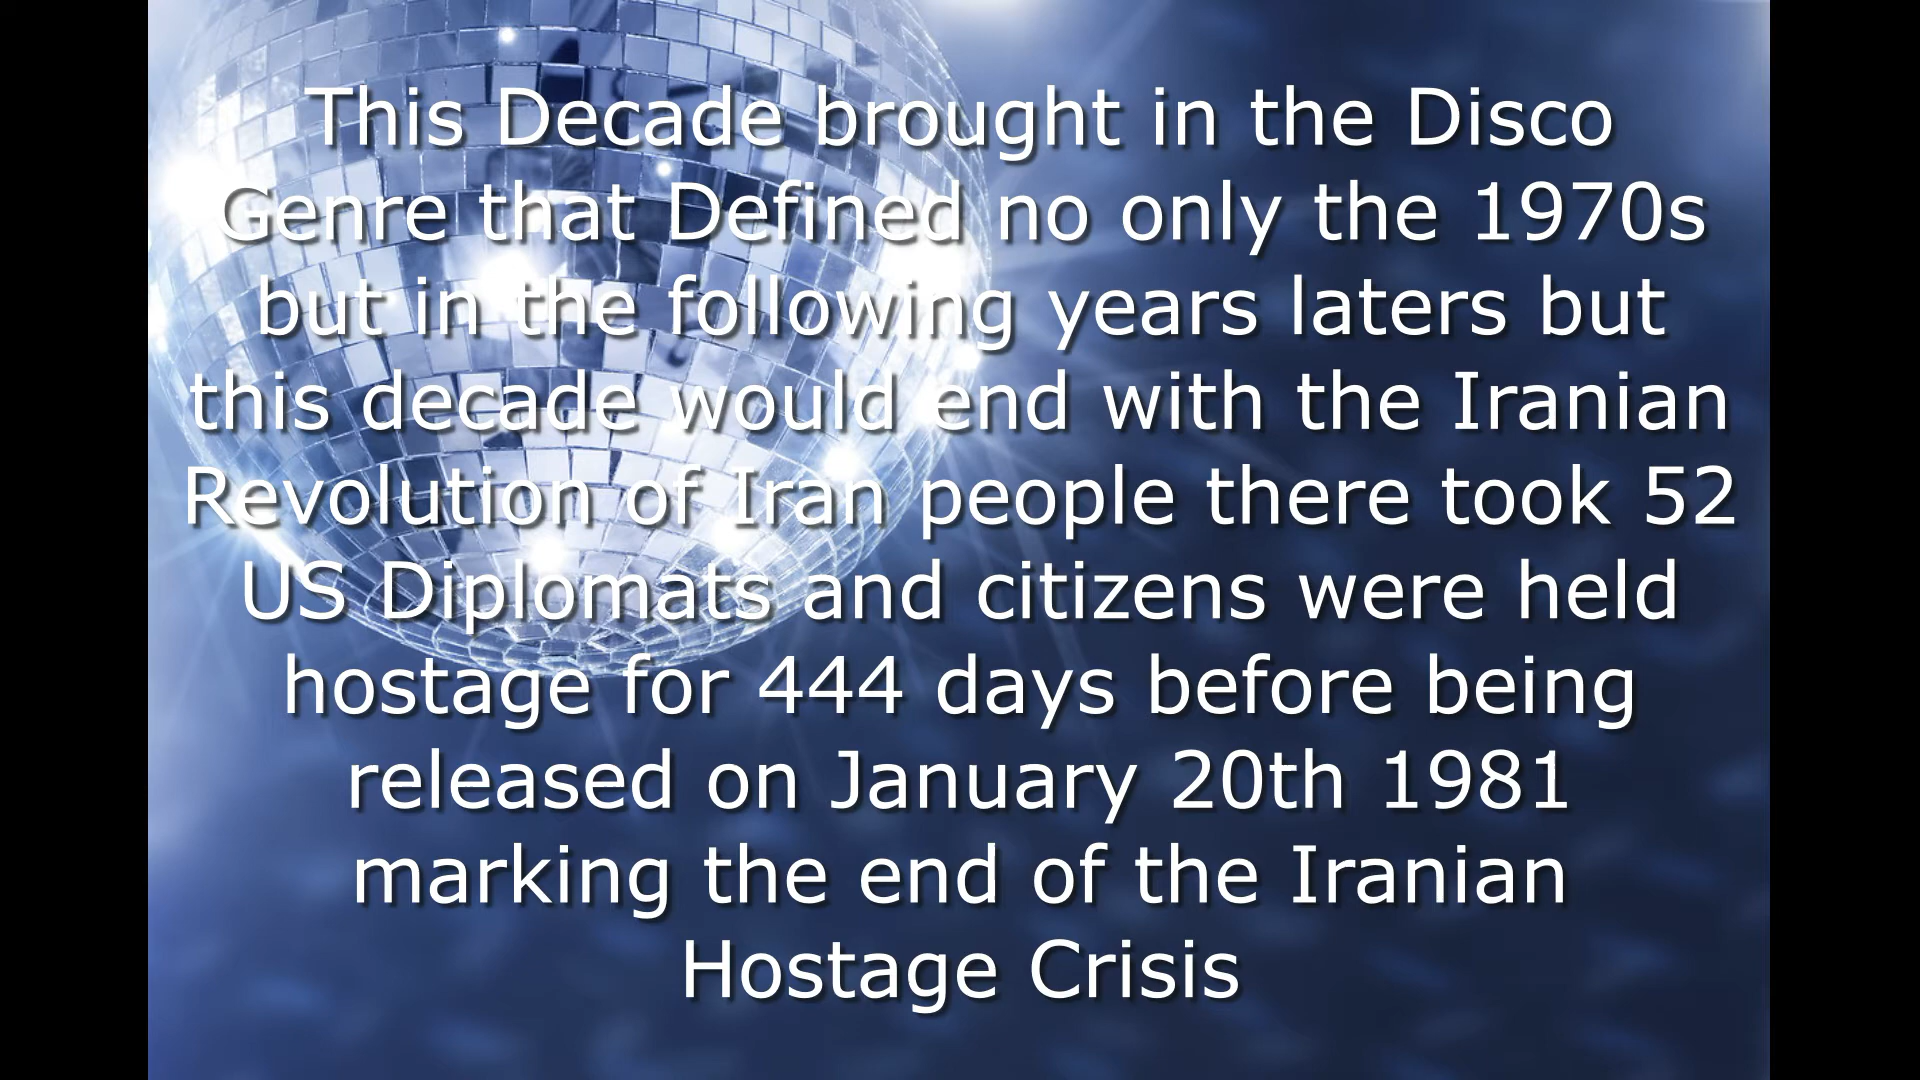 This Decade brought in the Disco
Genre that Defined no only the 1970s
but in the following years laters but
this decade would end with the Iranian
Revolution of Iran people there took 52
US Diplomats and citizens were held
hostage for 444 days before being
released on January 20th 1981
marking the end of the Iranian
Hostage Crisis